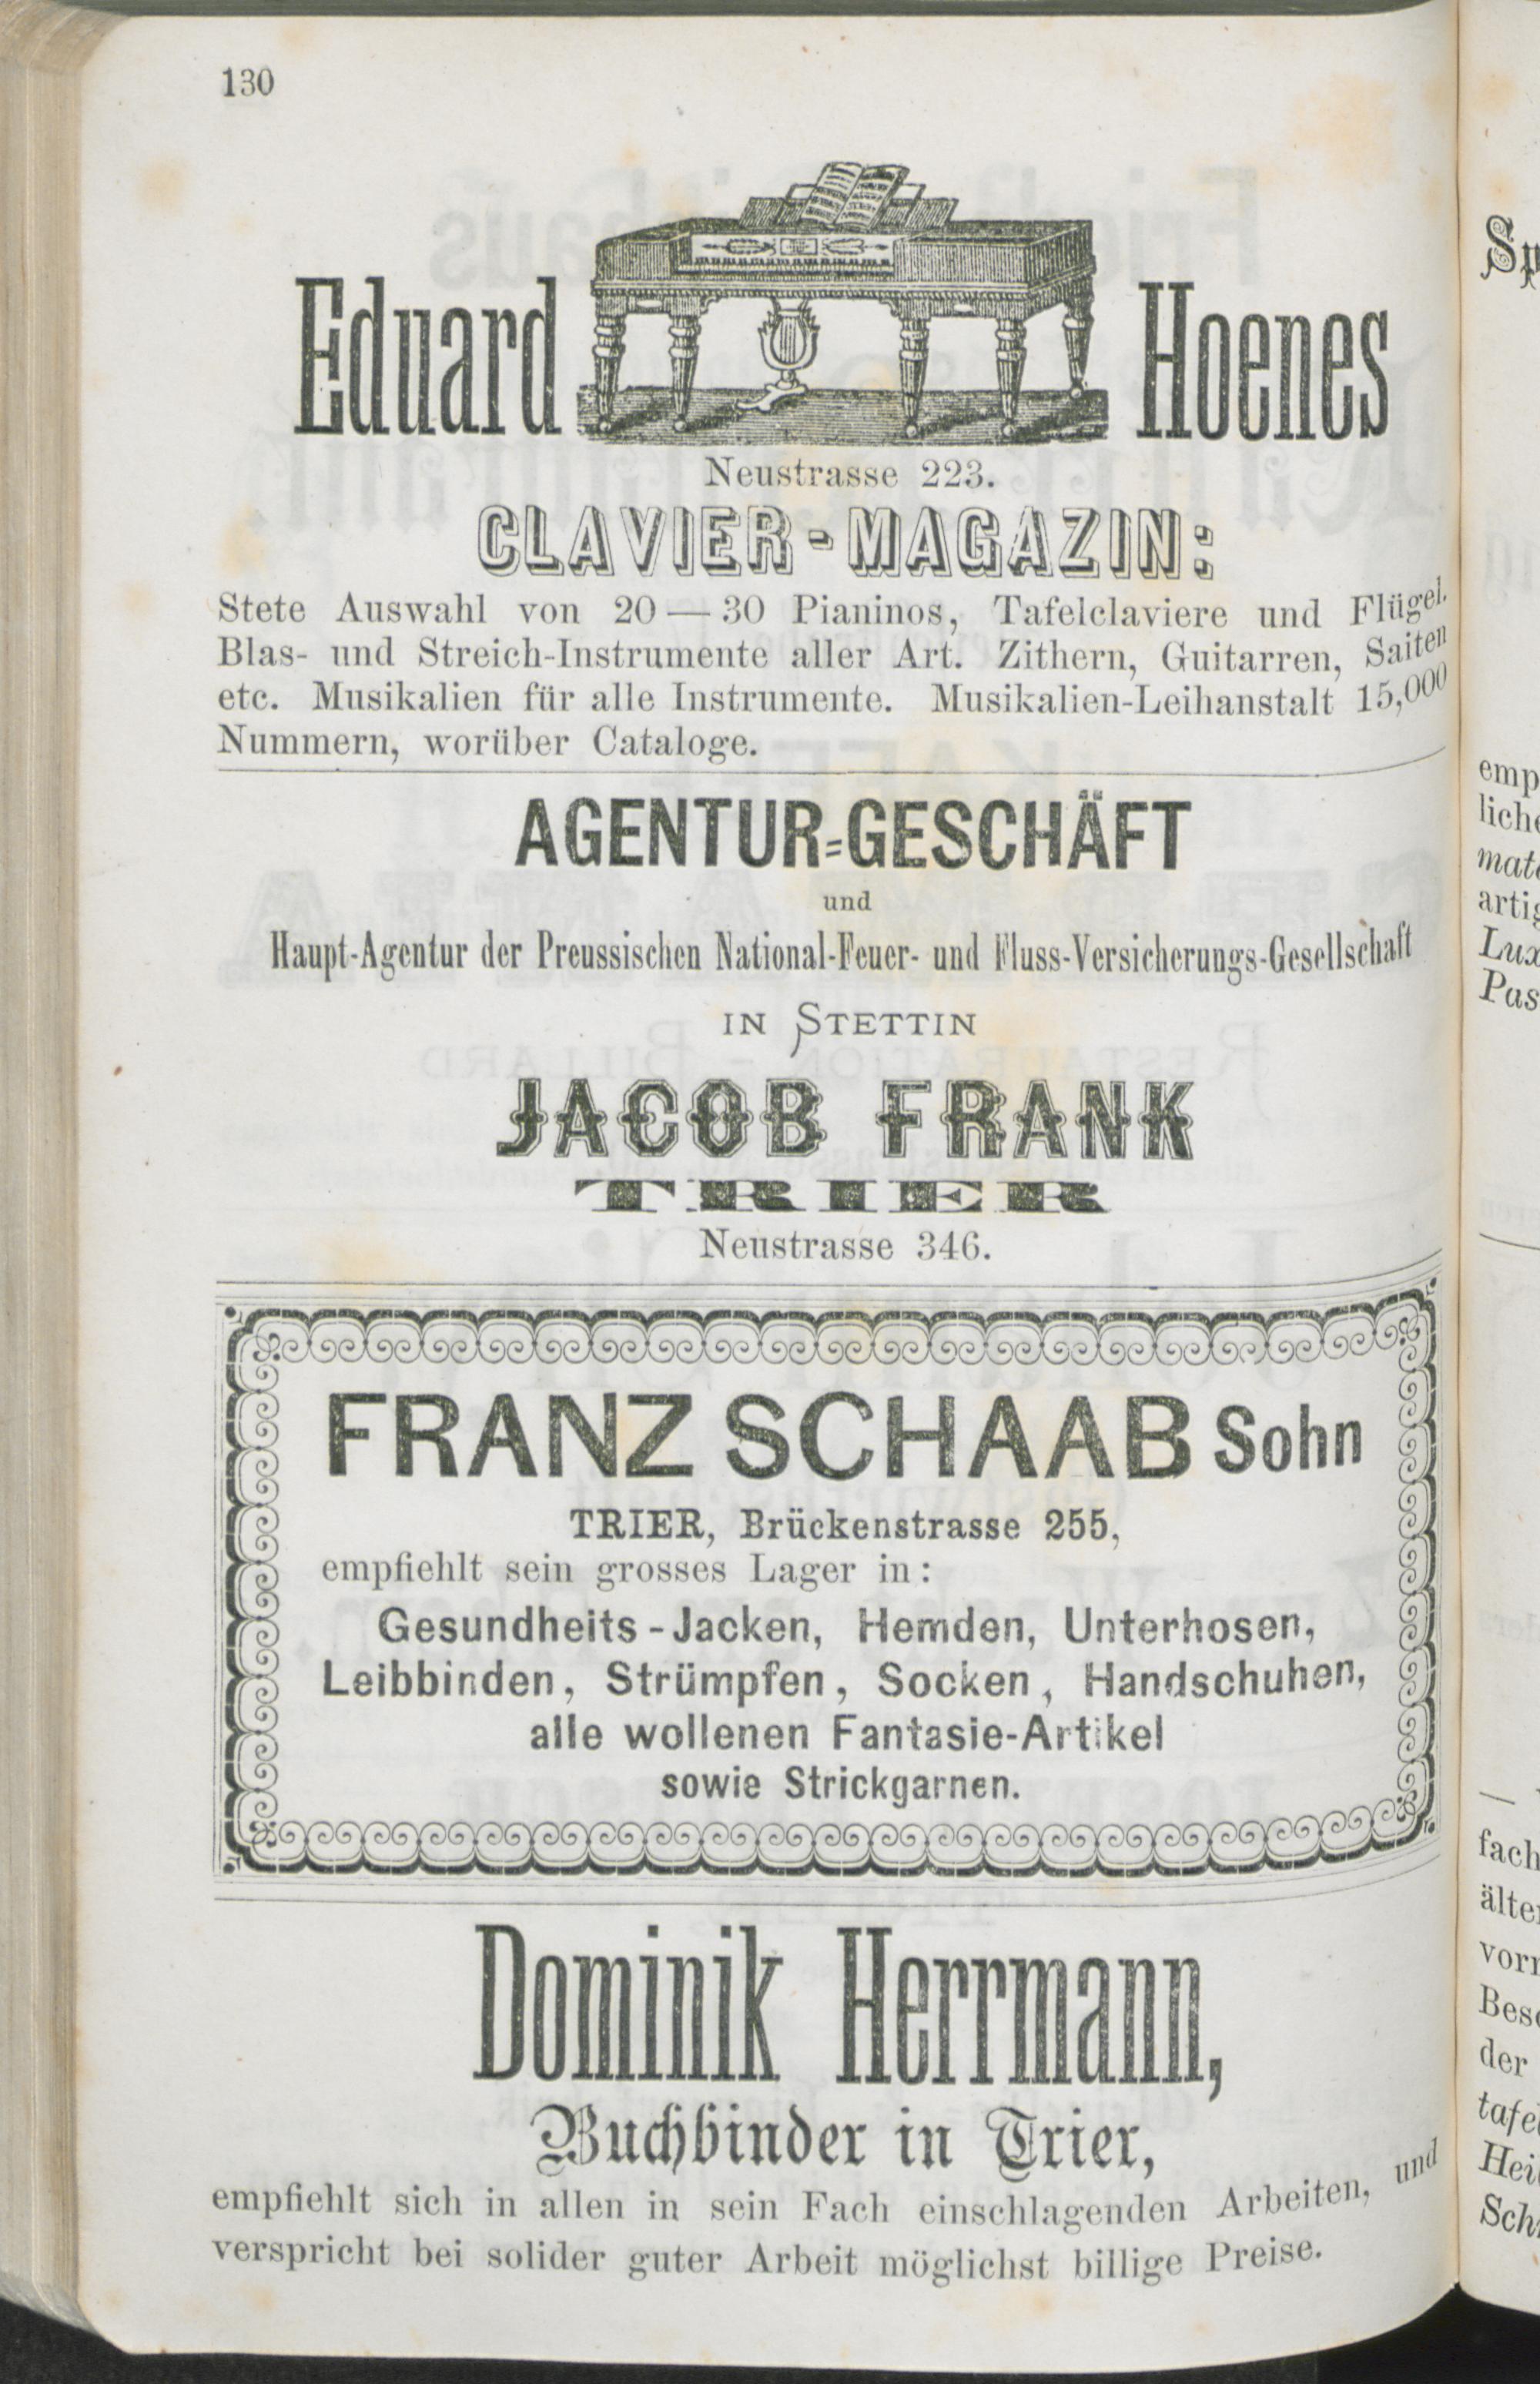 130
Eduard Hoenes
Neustrasse 223.
CLAVIER-MAGAZIN:
Stete Auswahl von 20—30 Pianinos, Tafelclaviere und Flügel.
Blas- und Streich-Instrumente aller Art. Zithern, Guitarren, Saiten
etc. Musikalien für alle Instrumente. Musikalien-Leihanstalt 15,000
Nummern, worüber Cataloge.
AGENTUR=GESCHÄFT
und
Haupt-Agentur der Preussischen National-Feuer- und Fluss-Versicherungs-Gesellschaft
IN STETTIN
JACOB FRANK
TRIER
Neustrasse 346.
FRANZ SCHAAB Sohn
TRIER, Brückenstrasse 255,
empfiehlt sein grosses Lager in:
Gesundheits-Jacken, Hemden, Unterhosen,
Leibbinden, Strümpfen, Socken, Handschuhen,
alle wollenen Fantasie-Artikel
sowie Strickgarnen.
Dominik Herrmann,
Buchbinder in Trier,
empfiehlt sich in allen in sein Fach einschlagenden Arbeiten, und
verspricht bei solider guter Arbeit möglichst billige Preise.
der